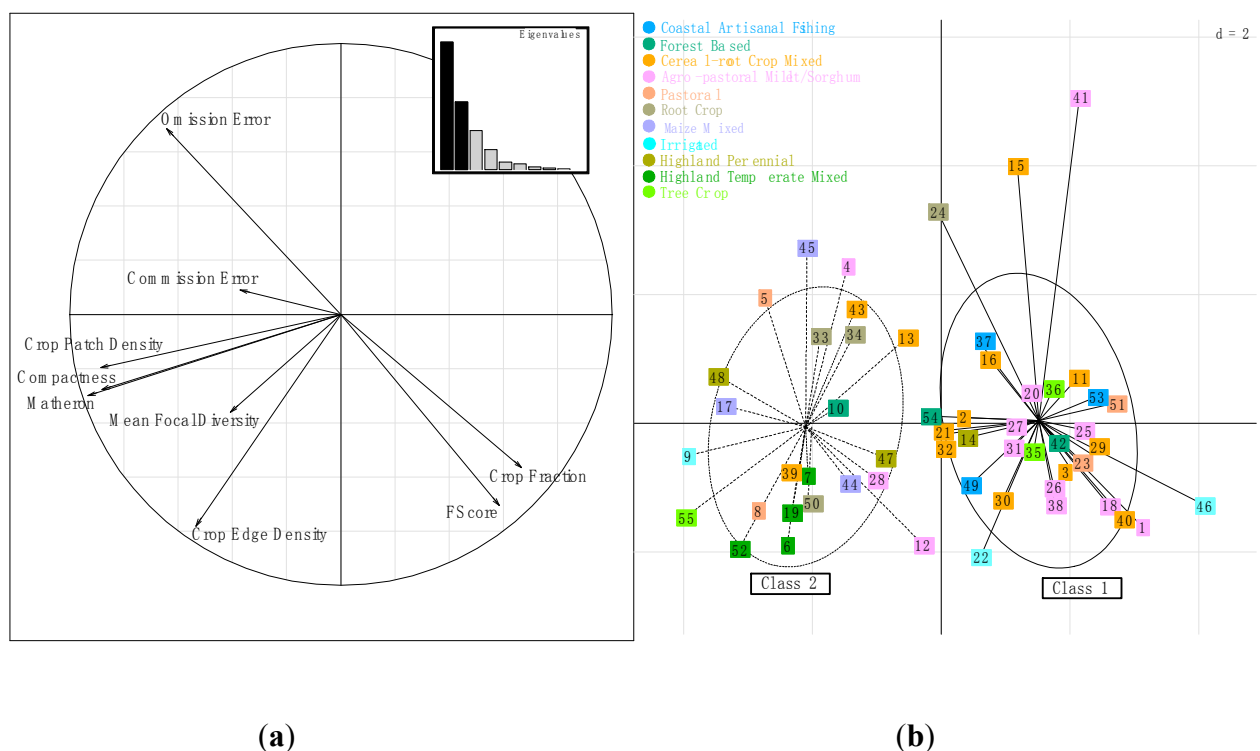 Eigenvalues
Omission Error
Commission Error
Crop Patch Density
Compactness
Matheron
Mean Focal Diversity
Crop Edge Density
Crop Fraction
FScore
(a)
Coastal Artisanal Fishing
Forest Based
Cereal-root Crop Mixed
Agro-pastoral Millet/Sorghum
Pastoral
Root Crop
Maize Mixed
Irrigated
Highland Perennial
Highland Temperate Mixed
Tree Crop
d = 2
41
15
24
45
4
5
43
13
33
34
37
16
11
36
20
53
51
48
17
10
54
2
27
25
21
14
32
31
35
42
29
9
47
39
7
28
44
3
23
49
26
30
38
18
46
55
8
19
50
40
1
52
6
12
22
Class 2
Class 1
(b)